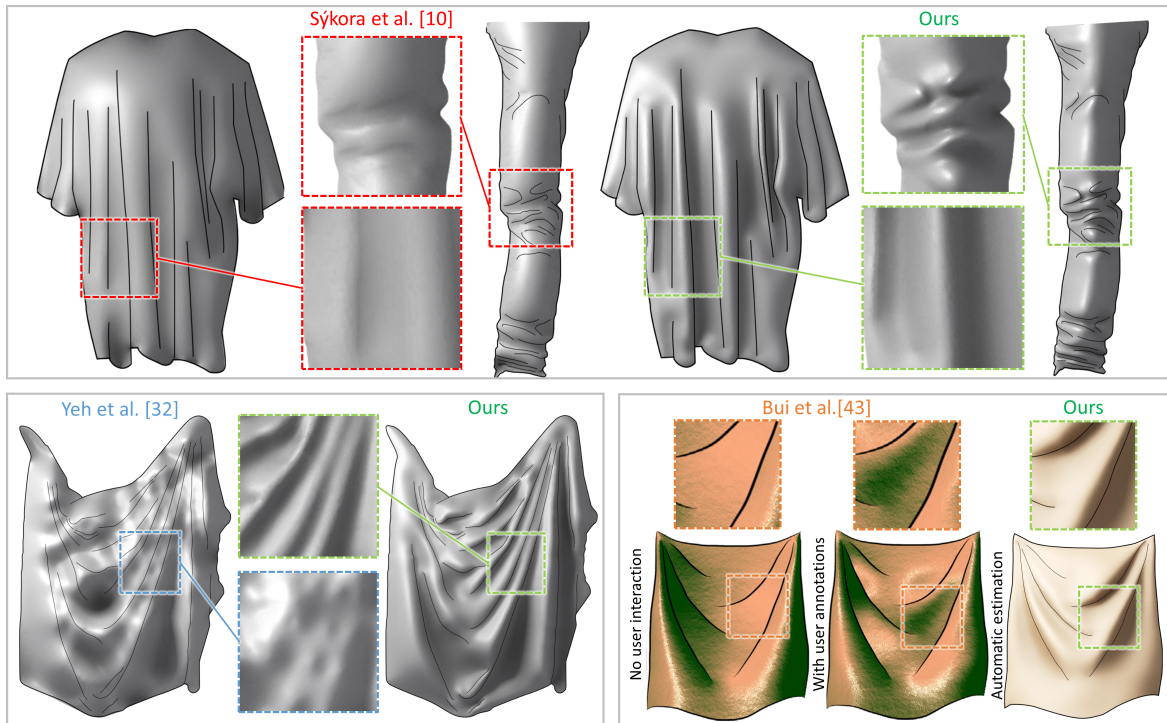 Sýkora et al. [10]
Ours
Yeh et al. [32]
Ours
Bui et al.[43]
Ours
No user interaction
With user annotations
Automatic estimation